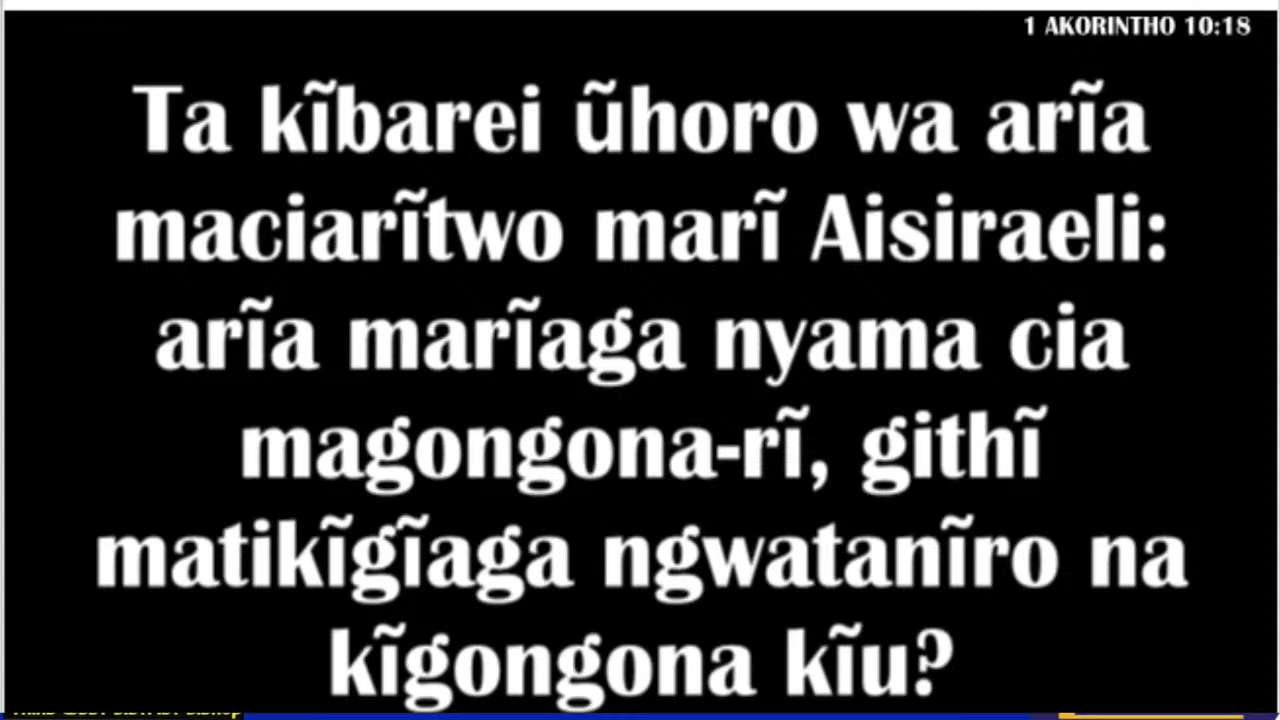 1 AKORINTHO 10:18
Ta kĩbarei ũhoro wa arĩa
maciarĩtwo marĩ Aisiraeli:
arĩa marĩaga nyama cia
magongona-rĩ, githĩ
matikĩgĩaga ngwatanĩro na
kĩgongona kĩu?